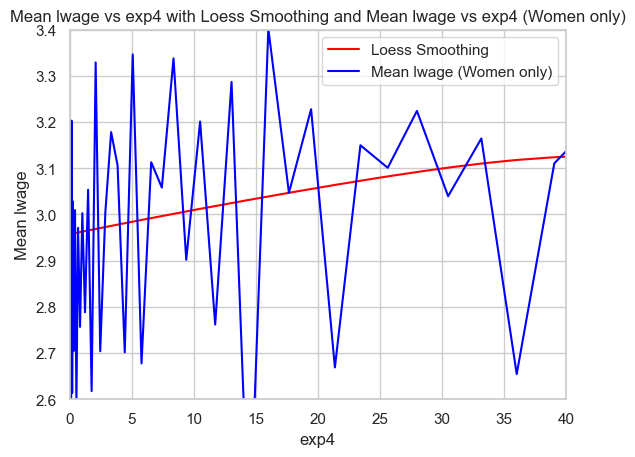 Mean lwage vs exp4 with Loess Smoothing and Mean lwage vs exp4 (Women only)
Loess Smoothing
Mean lwage (Women only)
Mean lwage
3.4
3.3
3.2
3.1
3.0
2.9
2.8
2.7
2.6
0 5 10 15 20 25 30 35 40
exp4